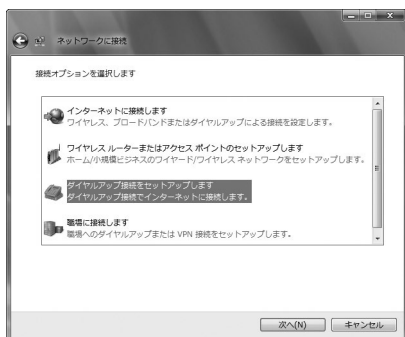 ネットワークに接続
接続オプションを選択します
インターネットに接続します
ワイヤレス、ブロードバンドまたはダイヤルアップによる接続を設定します。
ワイヤレス ルーターまたはアクセス ポイントのセットアップします
ホーム/小規模ビジネスのワイヤード/ワイヤレス ネットワークをセットアップします。
ダイヤルアップ接続をセットアップします
ダイヤルアップ接続でインターネットに接続します。
職場に接続します
職場へのダイヤルアップまたは VPN 接続をセットアップします。
次へ(N)
キャンセル